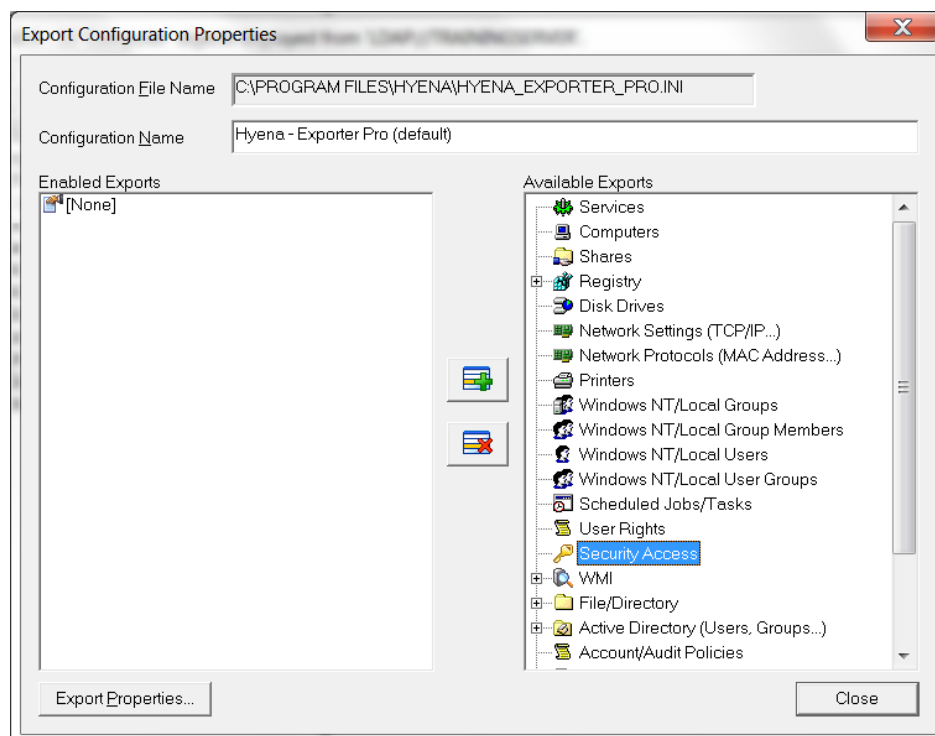 Export Configuration Properties
Configuration File Name
C:\PROGRAM FILES\HYENA\HYENA_EXPORTER_PRO.INI
Configuration Name
Hyena - Exporter Pro (default)
Enabled Exports
[None]
Available Exports
Services
Computers
Shares
Registry
Disk Drives
Network Settings (TCP/IP...)
Network Protocols (MAC Address...)
Printers
Windows NT/Local Groups
Windows NT/Local Group Members
Windows NT/Local Users
Windows NT/Local User Groups
Scheduled Jobs/Tasks
User Rights
Security Access
WMI
File/Directory
Active Directory (Users, Groups...)
Account/Audit Policies
Export Properties...
Close